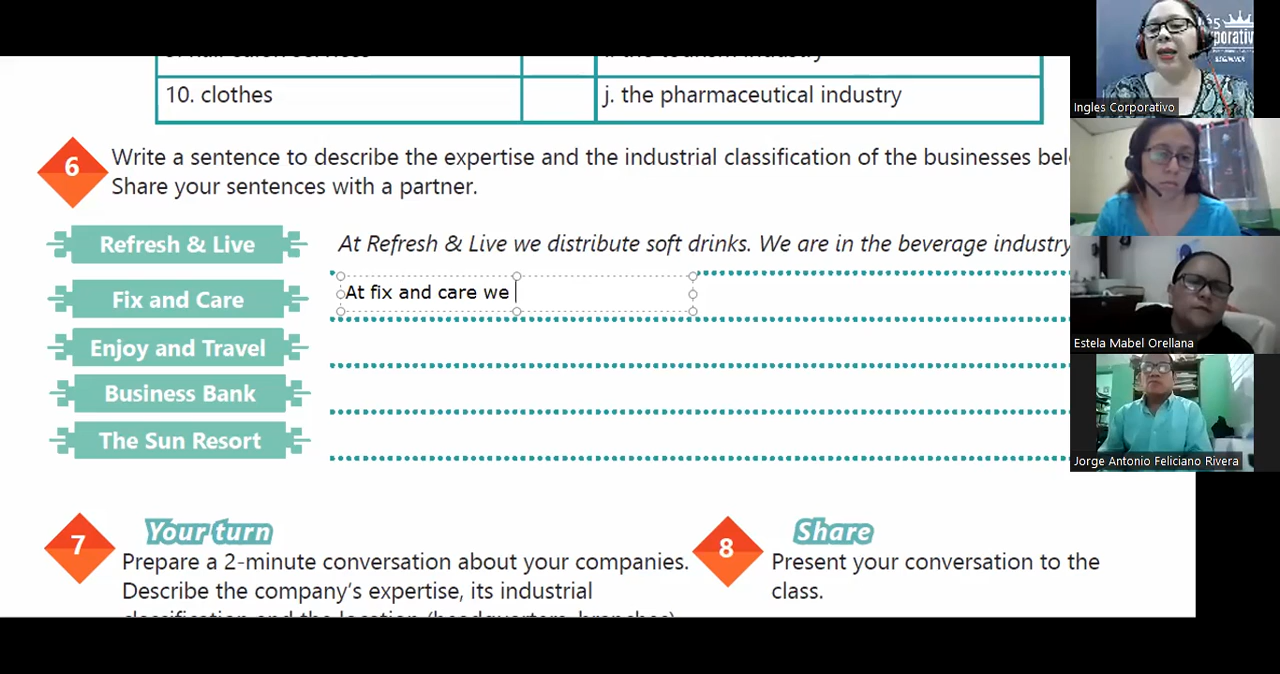 10. clothes
j. the pharmaceutical industry
6
Write a sentence to describe the expertise and the industrial classification of the businesses
Share your sentences with a partner.
Refresh & Live
At Refresh & Live we distribute soft drinks. We are in the beverage industry
Fix and Care
At fix and care we
Enjoy and Travel
Business Bank
The Sun Resort
7
Your turn
Prepare a 2-minute conversation about your companies.
Describe the company's expertise, its industrial
8
Share
Present your conversation to the
class.
Ingles Corporativo
Estela Mabel Orellana
Jorge Antonio Feliciano Rivera